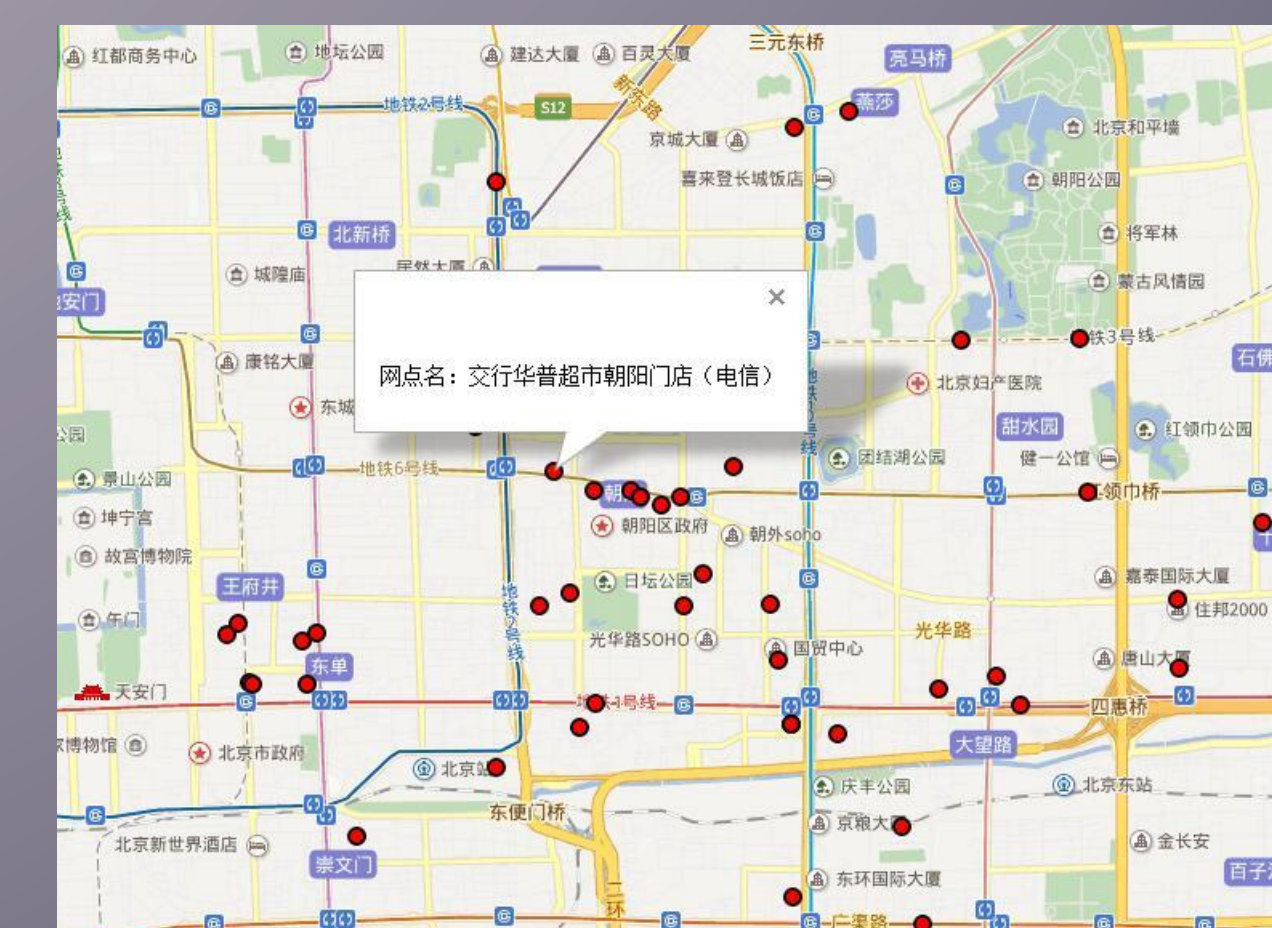 红都商务中心
地坛公园
建达大厦
百灵大厦
三元东桥
亮马桥
新东路
地铁2号线
S12
燕莎
京城大厦
北京和平墙
喜来登长城饭店
朝阳公园
北新桥
将军林
城隍庙
居然大厦
蒙古风情园
安门
网点名：交行华普超市朝阳门店（电信）
铁3号线
康铭大厦
石佛
北京妇产医院
东城
公园
甜水园
红领巾公园
地铁6号线
团结湖公园
健一公馆
景山公园
领巾桥
坤宁宫
朝阳区政府
朝外soho
故宫博物院
王府井
日坛公园
嘉泰国际大厦
午门
地铁2号线
住邦2000
光华路SOHO
国贸中心
光华路
唐山大厦
东单
天安门
铁1号线
四惠桥
博物馆
北京市政府
大望路
北京站
庆丰公园
北京东站
东便门桥
京粮大
北京新世界酒店
金长安
崇文门
百子
东环国际大厦
二环
广渠路